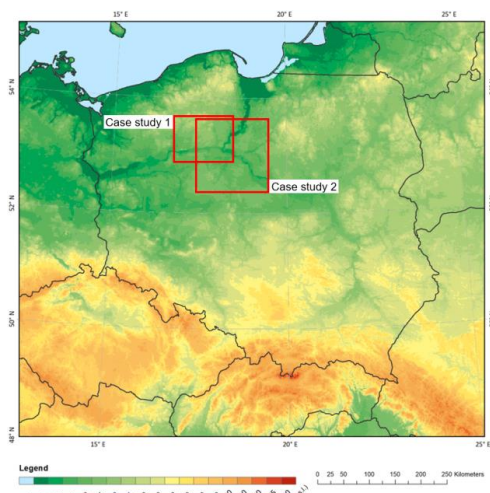 15° E 20° E 25° E
54° N
Case study 1
Case study 2
52° N
50° N
48° N
15° E 20° E
Legend
0 25 50 100 150 200 250 Kilometers